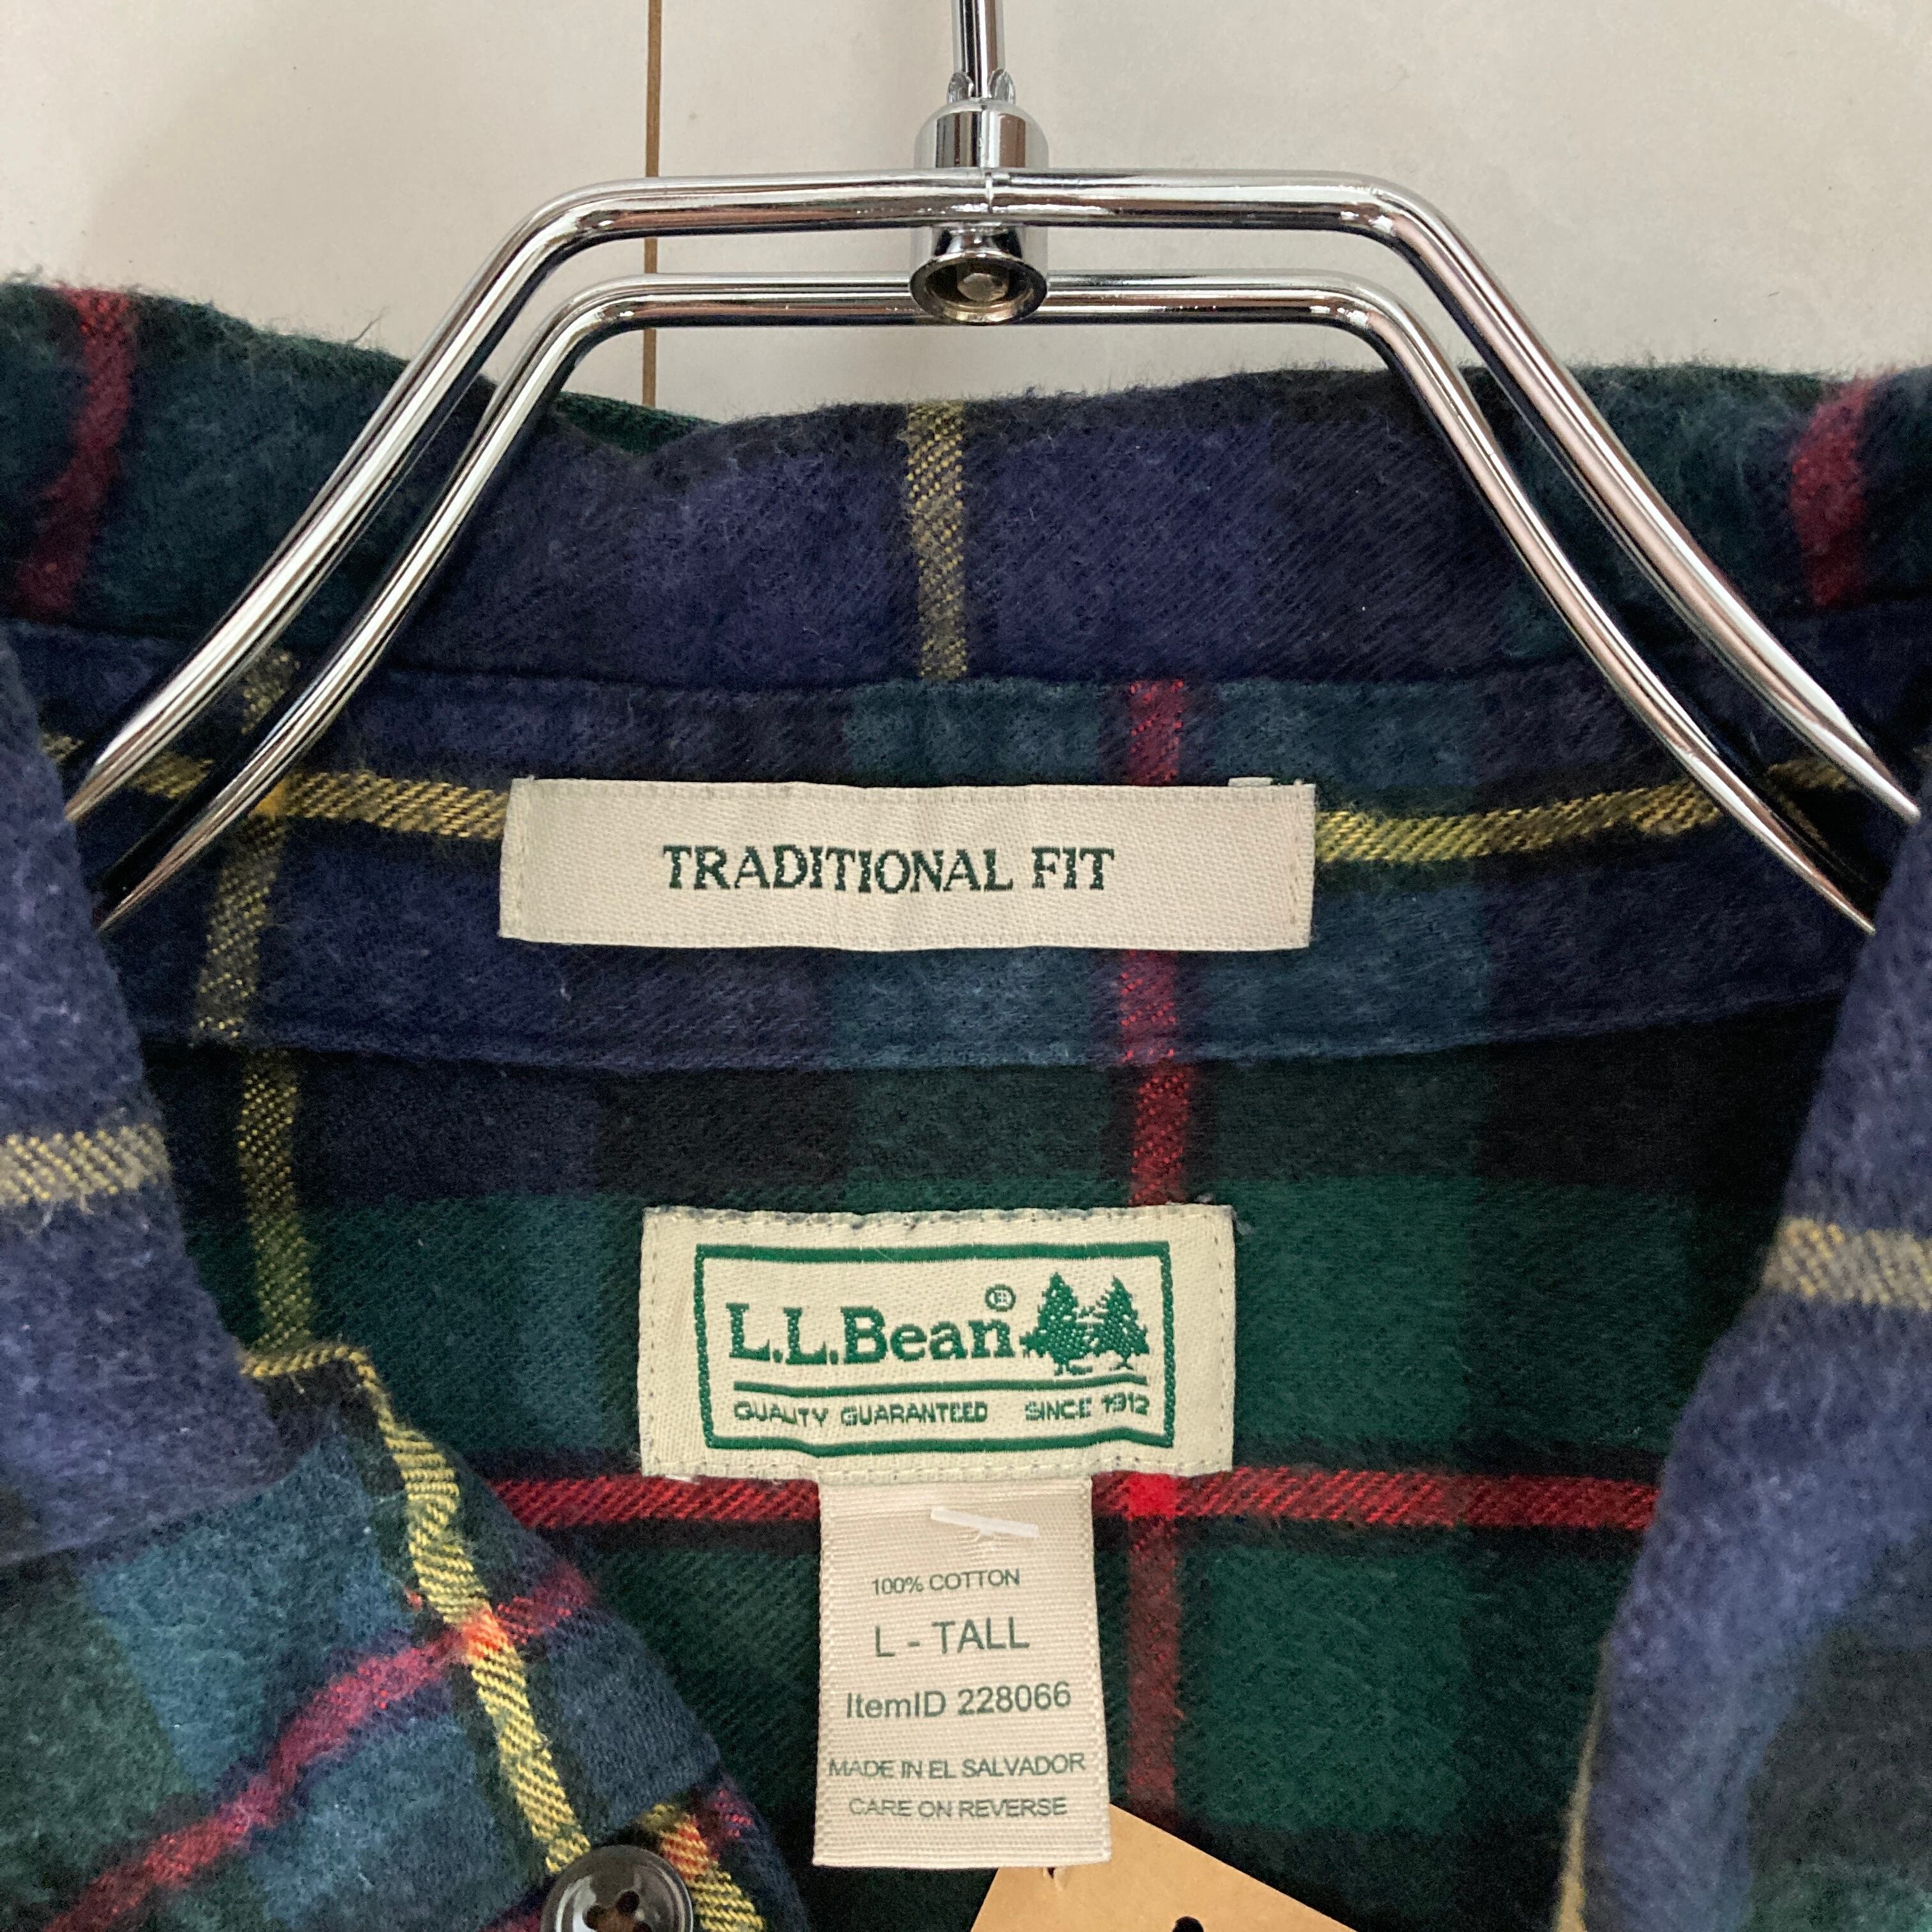 TRADITIONAL FIT
L.L.Bean®
QUALITY GUARANTEED SINCE 1912
100% COTTON
L - TALL
ItemID 228066
MADE IN EL SALVADOR
CARE ON REVERSE